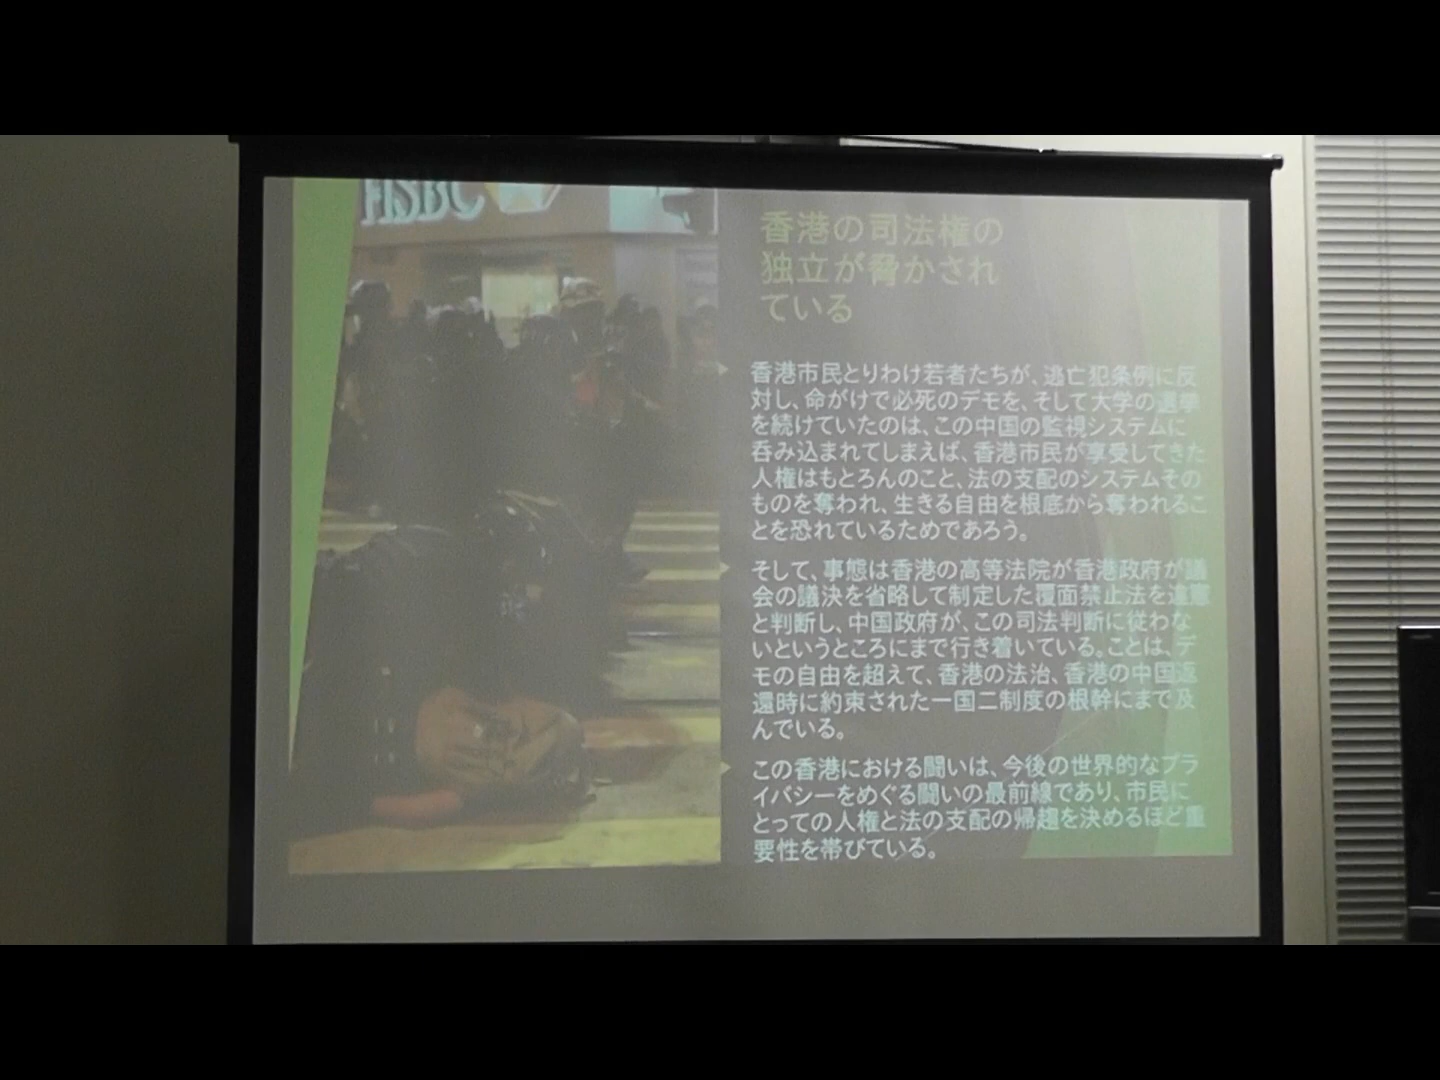 HSBC
香港の司法権の
独立が脅かされ
ている
香港市民とりわけ若者たちが、逃亡犯条例に反
対し、命がけで必死のデモを、そして大学の選挙
を続けていたのは、この中国の監視システムに
呑み込まれてしまえば、香港市民が享受してきた
人権はもとろんのこと、法の支配のシステムその
ものを奪われ、生きる自由を根底から奪われるこ
とを恐れているためであろう。
そして、事態は香港の高等法院が香港政府が議
会の議決を省略して制定した覆面禁止法を違憲
と判断し、中国政府が、この司法判断に従わな
いというところにまで行き着いている。ことは、デ
モの自由を超えて、香港の法治、香港の中国返
還時に約束された一国二制度の根幹にまで及
んでいる。
この香港における闘いは、今後の世界的なプラ
イバシーをめぐる闘いの最前線であり、市民に
とっての人権と法の支配の帰趨を決めるほど重
要性を帯びている。